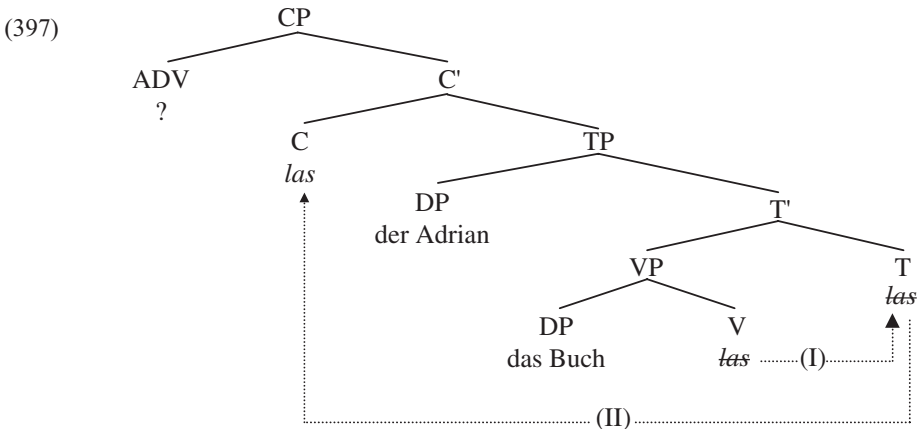 (397) CP
ADV C'
?
C TP
las
DP T'
der Adrian
VP T
las
DP V
das Buch las (I)
(II)